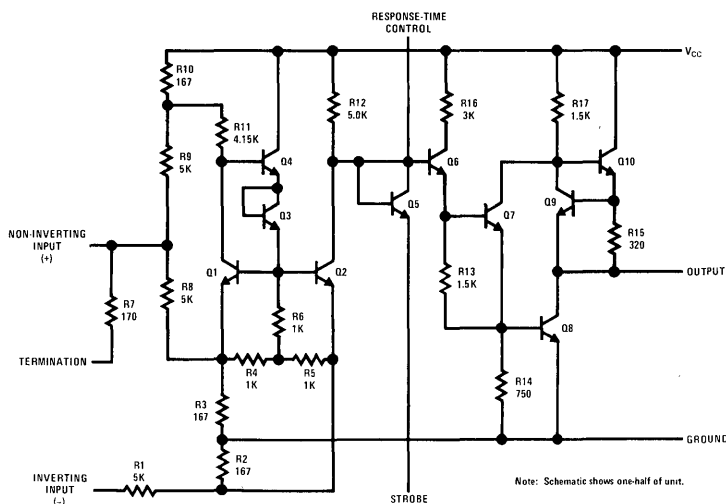 RESPONSE-TIME
CONTROL
VCC
R10
167
R12
5.0K
R16
3K
R17
1.5K
R11
4.15K
Q4
Q6
Q10
R9
5K
Q3
Q5
Q7
Q9
R15
320
NON-INVERTING
INPUT
(+)
Q1
Q2
R13
1.5K
OUTPUT
R7
170
R8
5K
R6
1K
Q8
TERMINATION
R4
1K
R5
1K
R14
750
R3
167
GROUND
R2
167
INVERTING
INPUT
(–)
R1
5K
STROBE
Note: Schematic shows one-half of unit.